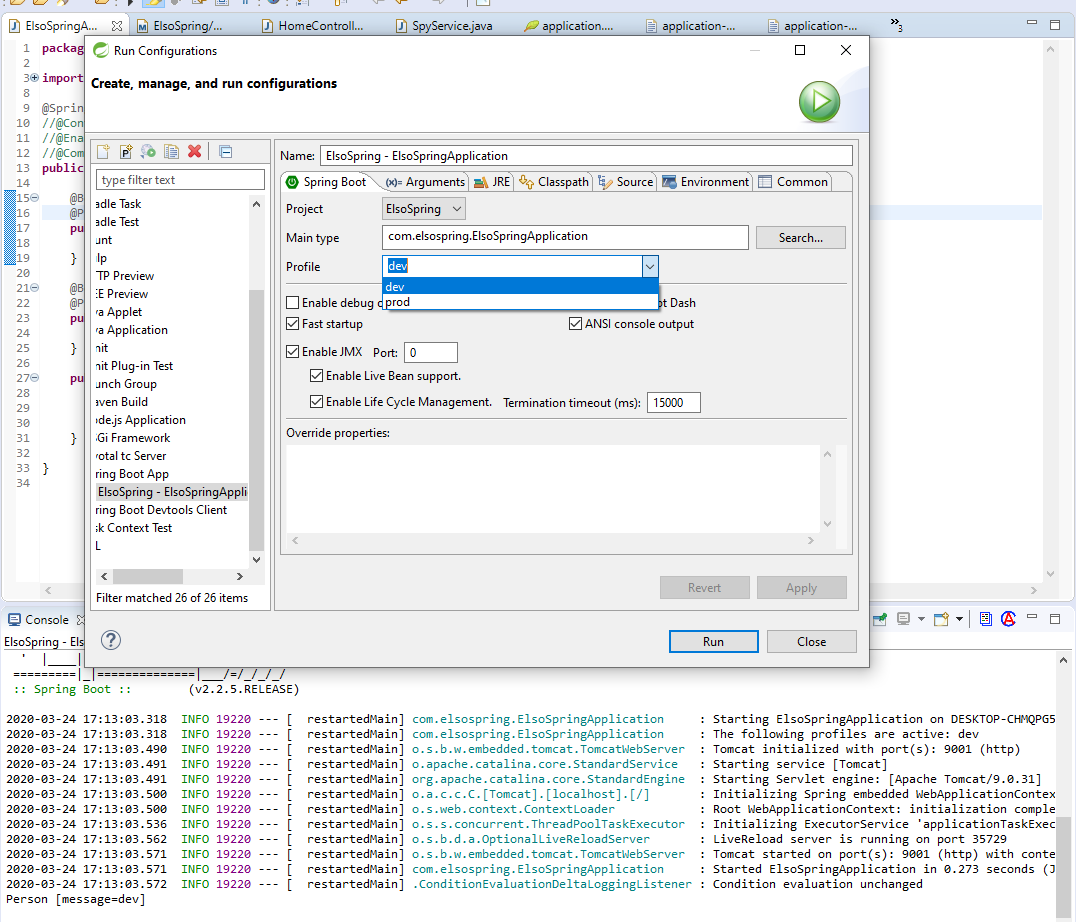 ElsoSpringA...
ElsoSpring/...
HomeControll...
SpyService.java
application....
application-...
application-...
3
Run Configurations
Create, manage, and run configurations
1 packag
2
3 import
8
9 @Sprin
10 //@Con
11 //@Ena
12 //@Com
13 public
14
15 @B
16 @P
17 pu
18
19 }
20
21 @B
22 @P
23 pu
24
25 }
26
27 pu
28
29
30
31 }
32
33 }
34
type filter text
adle Task
adle Test
unt
lp
TP Preview
EE Preview
va Applet
va Application
nit
nit Plug-in Test
unch Group
aven Build
ode.js Application
SGi Framework
votal tc Server
ring Boot App
ElsoSpring - ElsoSpringAppli
ring Boot Devtools Client
sk Context Test
L
Filter matched 26 of 26 items
Name: ElsoSpring - ElsoSpringApplication
Spring Boot
(x)= Arguments
JRE
Classpath
Source
Environment
Common
Project ElsoSpring
Main type com.elsospring.ElsoSpringApplication Search...
Profile dev
dev
prod
Enable debug o
ot Dash
Fast startup
ANSI console output
Enable JMX Port: 0
Enable Live Bean support.
Enable Life Cycle Management. Termination timeout (ms): 15000
Override properties:
Revert Apply
? Run Close
Console
ElsoSpring - Els
' |____|
=========|_|==============|___/=/_/_/_/
:: Spring Boot :: (v2.2.5.RELEASE)
2020-03-24 17:13:03.318 INFO 19220 --- [ restartedMain] com.elsospring.ElsoSpringApplication : Starting ElsoSpringApplication on DESKTOP-CHMQPG5
2020-03-24 17:13:03.318 INFO 19220 --- [ restartedMain] com.elsospring.ElsoSpringApplication : The following profiles are active: dev
2020-03-24 17:13:03.490 INFO 19220 --- [ restartedMain] o.s.b.w.embedded.tomcat.TomcatWebServer : Tomcat initialized with port(s): 9001 (http)
2020-03-24 17:13:03.491 INFO 19220 --- [ restartedMain] o.apache.catalina.core.StandardService : Starting service [Tomcat]
2020-03-24 17:13:03.491 INFO 19220 --- [ restartedMain] org.apache.catalina.core.StandardEngine : Starting Servlet engine: [Apache Tomcat/9.0.31]
2020-03-24 17:13:03.500 INFO 19220 --- [ restartedMain] o.a.c.c.C.[Tomcat].[localhost].[/] : Initializing Spring embedded WebApplicationContex
2020-03-24 17:13:03.500 INFO 19220 --- [ restartedMain] o.s.web.context.ContextLoader : Root WebApplicationContext: initialization comple
2020-03-24 17:13:03.536 INFO 19220 --- [ restartedMain] o.s.s.concurrent.ThreadPoolTaskExecutor : Initializing ExecutorService 'applicationTaskExec
2020-03-24 17:13:03.562 INFO 19220 --- [ restartedMain] o.s.b.d.a.OptionalLiveReloadServer : LiveReload server is running on port 35729
2020-03-24 17:13:03.571 INFO 19220 --- [ restartedMain] o.s.b.w.embedded.tomcat.TomcatWebServer : Tomcat started on port(s): 9001 (http) with conte
2020-03-24 17:13:03.571 INFO 19220 --- [ restartedMain] com.elsospring.ElsoSpringApplication : Started ElsoSpringApplication in 0.273 seconds (J
2020-03-24 17:13:03.572 INFO 19220 --- [ restartedMain] .ConditionEvaluationDeltaLoggingListener : Condition evaluation unchanged
Person [message=dev]